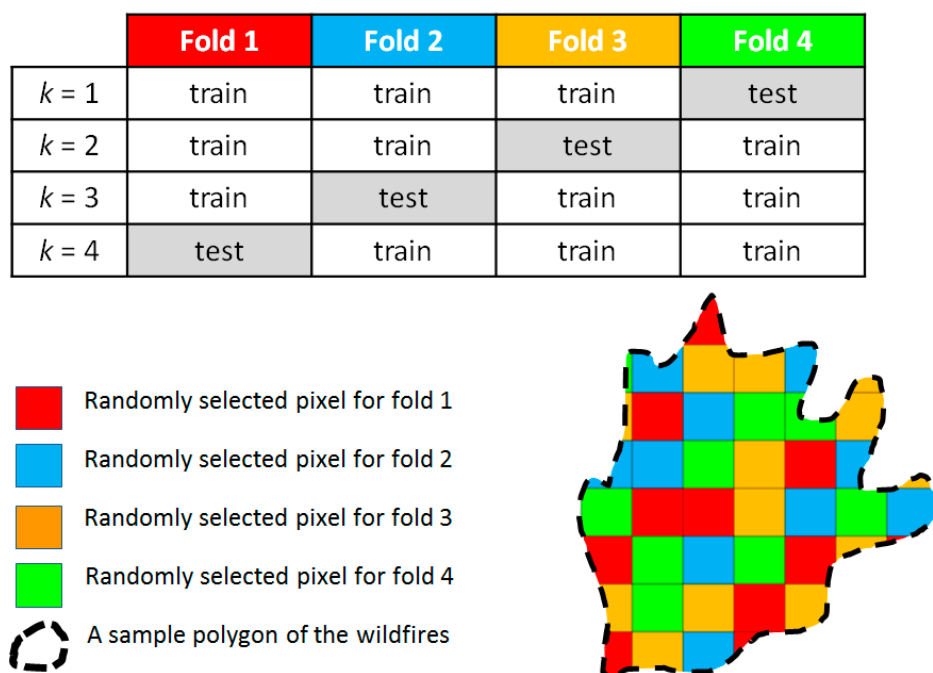 Fold 1 Fold 2 Fold 3 Fold 4
k = 1 train train train test
k = 2 train train test train
k = 3 train test train train
k = 4 test train train train
Randomly selected pixel for fold 1
Randomly selected pixel for fold 2
Randomly selected pixel for fold 3
Randomly selected pixel for fold 4
A sample polygon of the wildfires